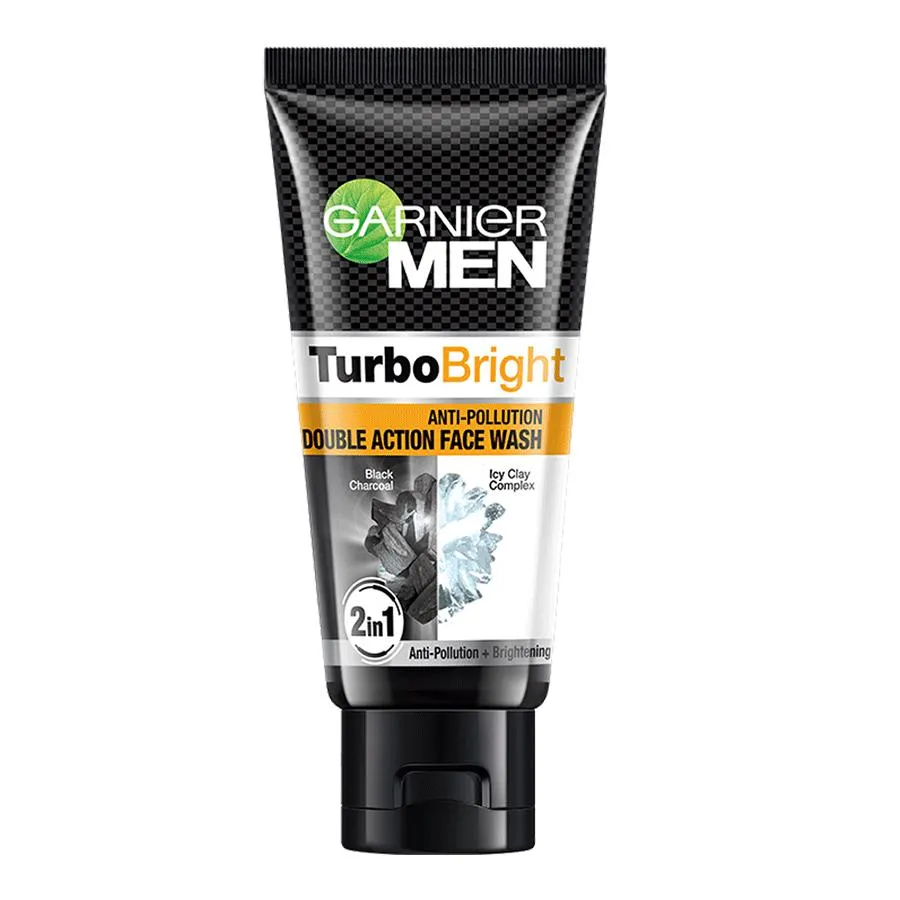 GARNIER
MEN
TurboBright
ANTI-POLLUTION
DOUBLE ACTION FACE WASH
Black
Charcoal
Icy Clay
Complex
2in1
Anti-Pollution + Brightening